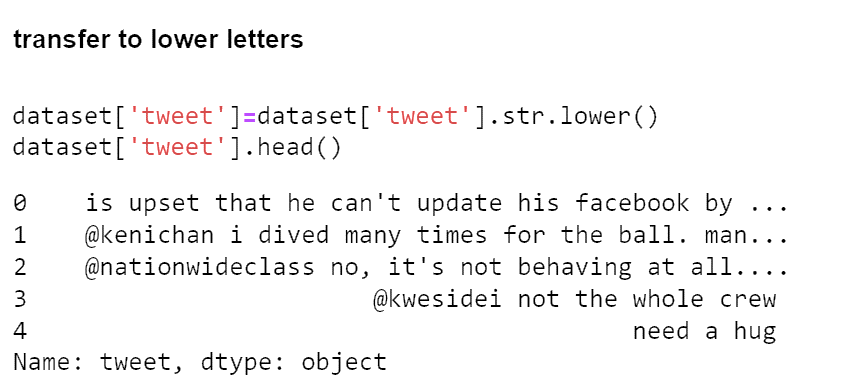 transfer to lower letters
dataset['tweet']=dataset['tweet'].str.lower()
dataset['tweet'].head()
0    is upset that he can't update his facebook by ...
1    @kenichan i dived many times for the ball. man...
2    @nationwideclass no, it's not behaving at all....
3                        @kwesidei not the whole crew
4                                          need a hug
Name: tweet, dtype: object